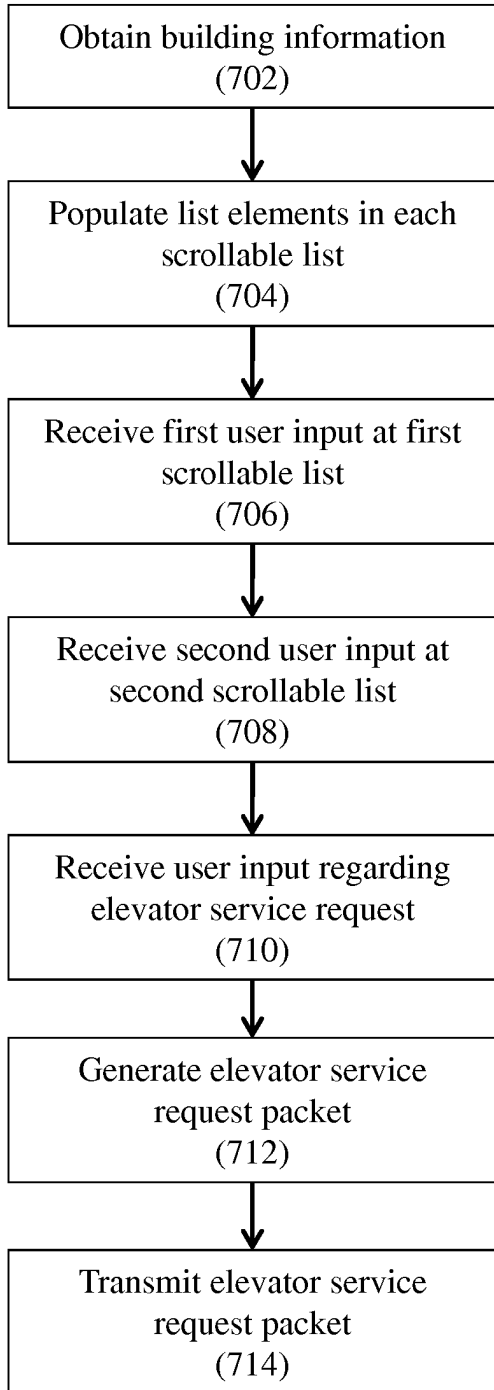 Obtain building information
(702)
Populate list elements in each
scrollable list
(704)
Receive first user input at first
scrollable list
(706)
Receive second user input at
second scrollable list
(708)
Receive user input regarding
elevator service request
(710)
Generate elevator service
request packet
(712)
Transmit elevator service
request packet
(714)